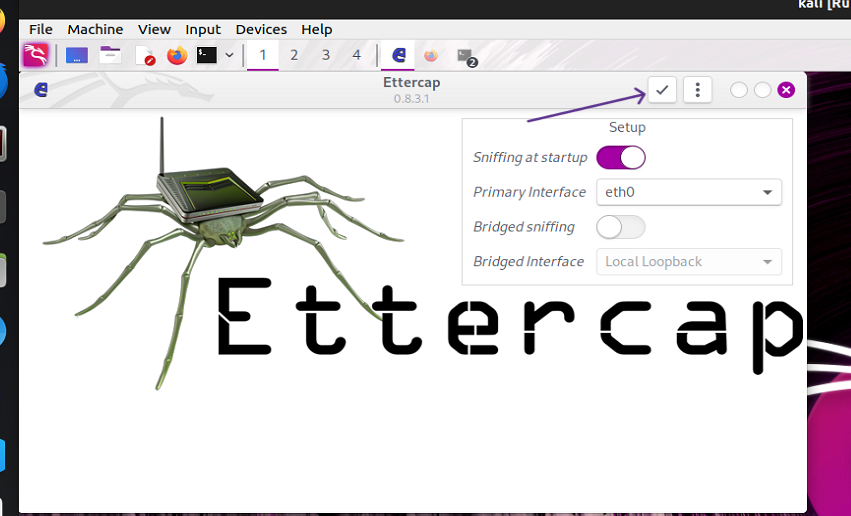 kali [Ru
File Machine View Input Devices Help
1 2 3 4 2
Ettercap
0.8.3.1
Setup
Sniffing at startup
Primary Interface eth0
Bridged sniffing
Bridged Interface Local Loopback
Ettercap